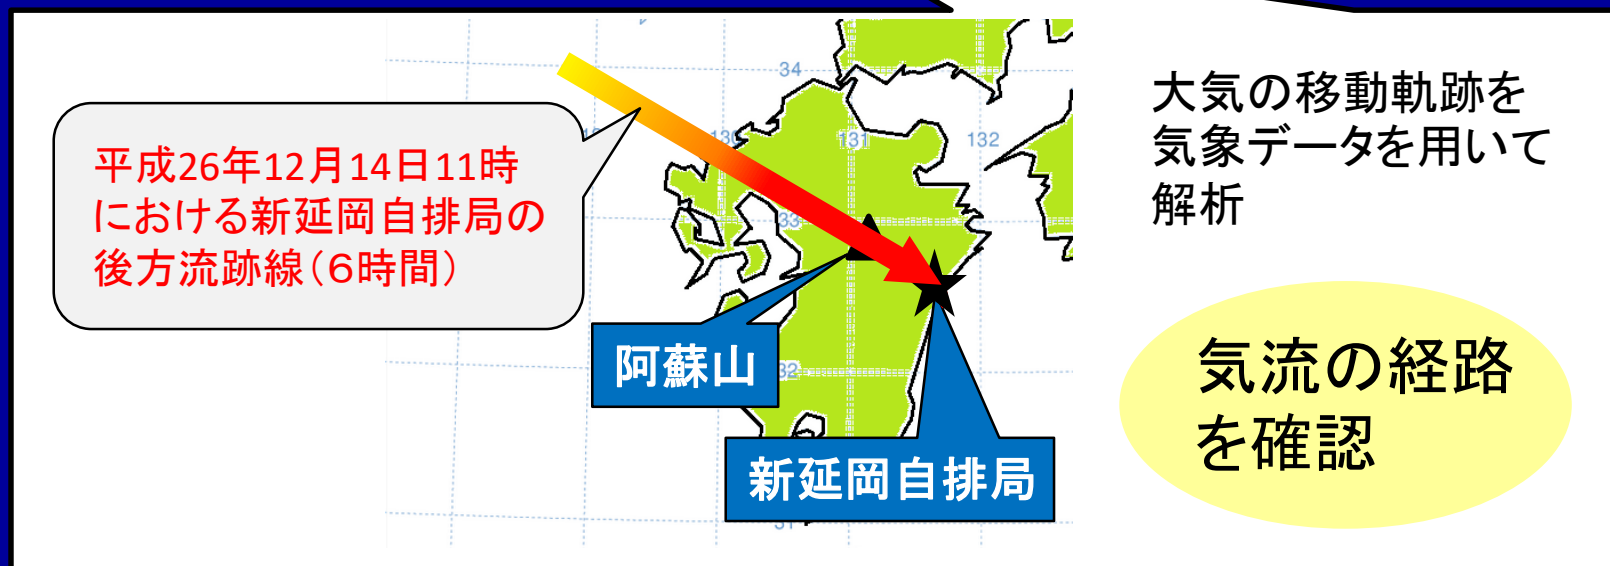 平成26年12月14日11時
における新延岡自排局の
後方流跡線（６時間）
34
130
131
132
33
32
31
阿蘇山
新延岡自排局
大気の移動軌跡を
気象データを用いて
解析
気流の経路
を確認